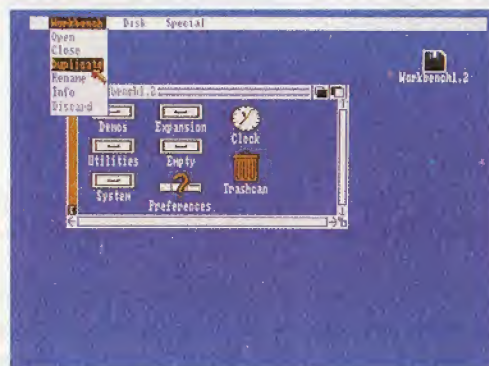 Workbench Disk Special
Open
Close
Duplicate
Rename
Info
Discard
Workbench1.2
Demos Expansion Clock
Utilities Empty
System Preferences Trashcan